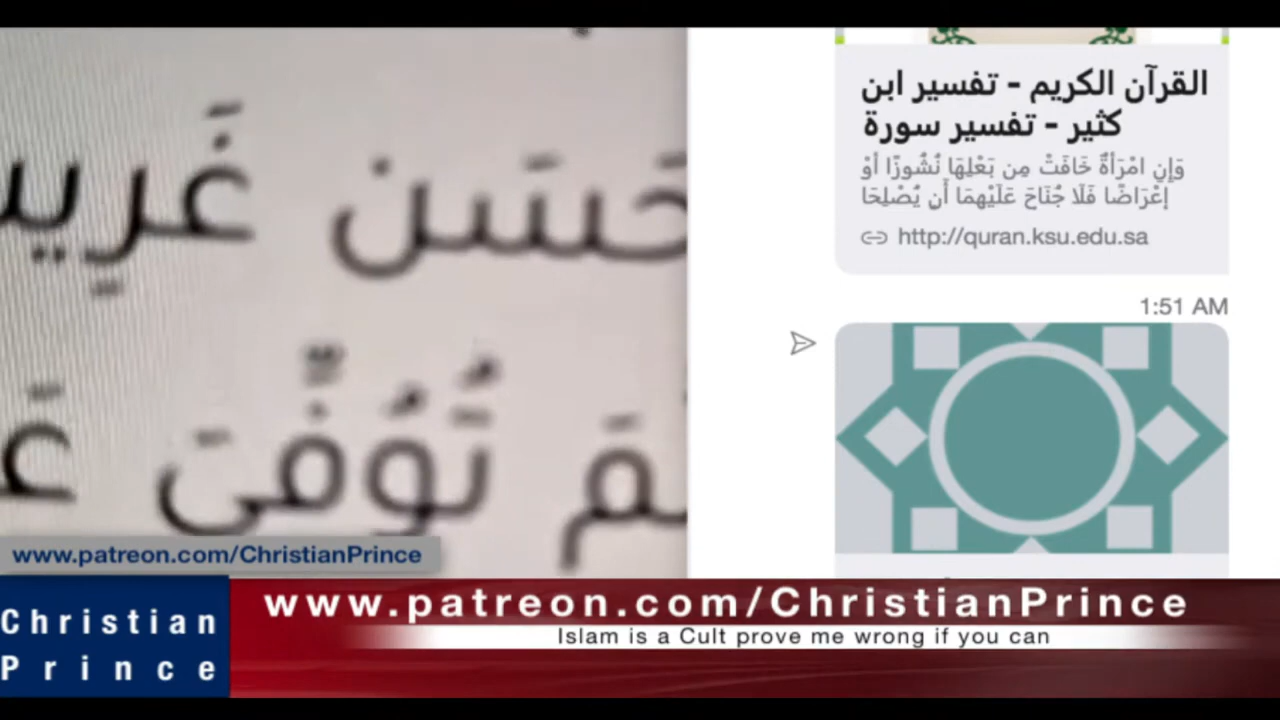 حَسَن
تُوُفِّيَ
القرآن الكريم - تفسير ابن
كثير - تفسير سورة
وَإِنِ امْرَأَةٌ خَافَتْ مِن بَعْلِهَا نُشُوزًا أَوْ
إِعْرَاضًا فَلَا جُنَاحَ عَلَيْهِمَا أَن يُصْلِحَا
http://quran.ksu.edu.sa
1:51 AM
www.patreon.com/ChristianPrince
Christian
Prince
www.patreon.com/ChristianPrince
Islam is a Cult prove me wrong if you can